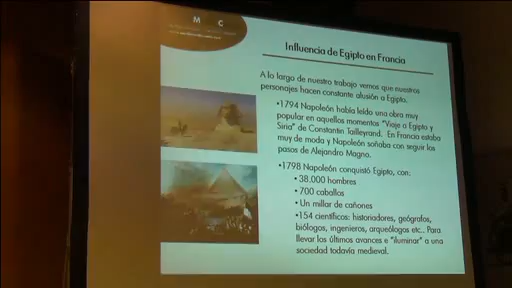 M C
Influencia de Egipto en Francia
A lo largo de nuestro trabajo vemos que nuestros
personajes hacen constante alusión a Egipto.
•1794 Napoleón había leído una obra muy
popular en aquellos momentos "Viaje a Egipto y
Siria" de Constantin Tailleyrand. En Francia estaba
muy de moda y Napoleón soñaba con seguir los
pasos de Alejandro Magno.
•1798 Napoleón conquistó Egipto, con:
• 38.000 hombres
• 700 caballos
• Un millar de cañones
•154 científicos: historiadores, geógrafos,
biólogos, ingenieros, arqueólogos etc.. Para
llevar los últimos avances e "iluminar" a una
sociedad todavía medieval.